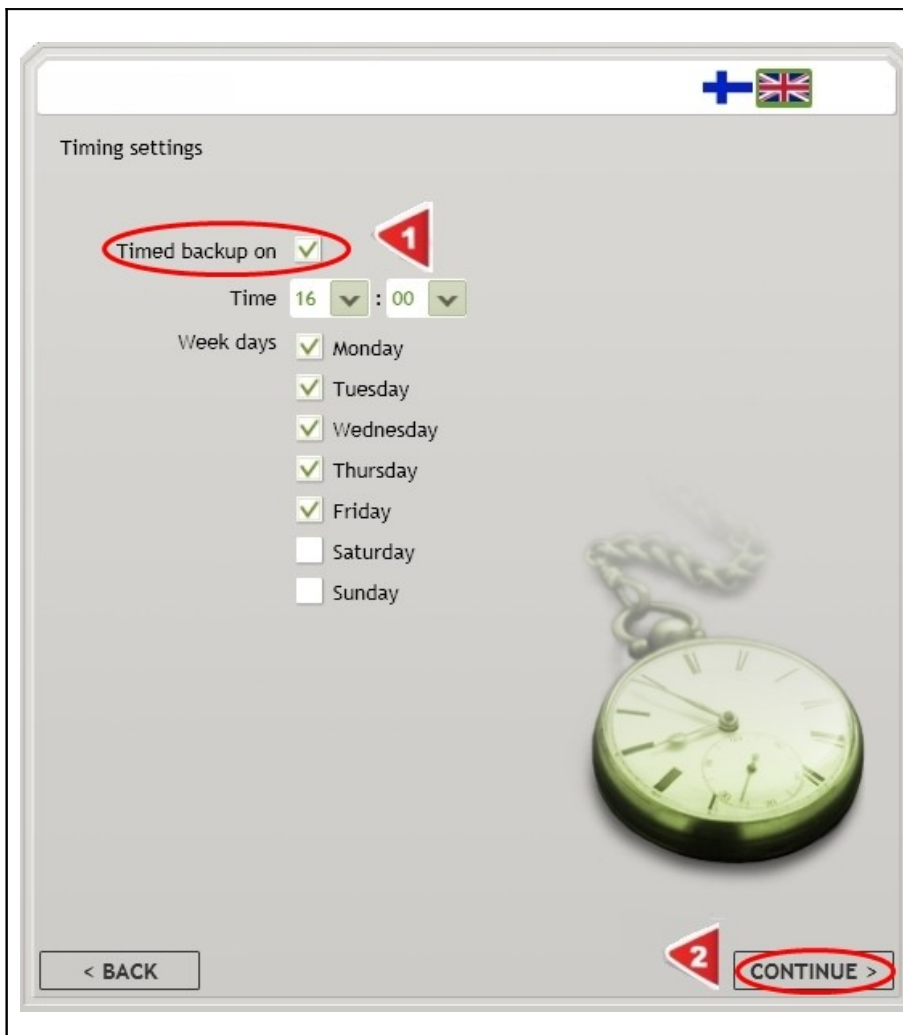 Timing settings
1
Timed backup on
Time 16 : 00
Week days Monday
Tuesday
Wednesday
Thursday
Friday
Saturday
Sunday
< BACK
2
CONTINUE >